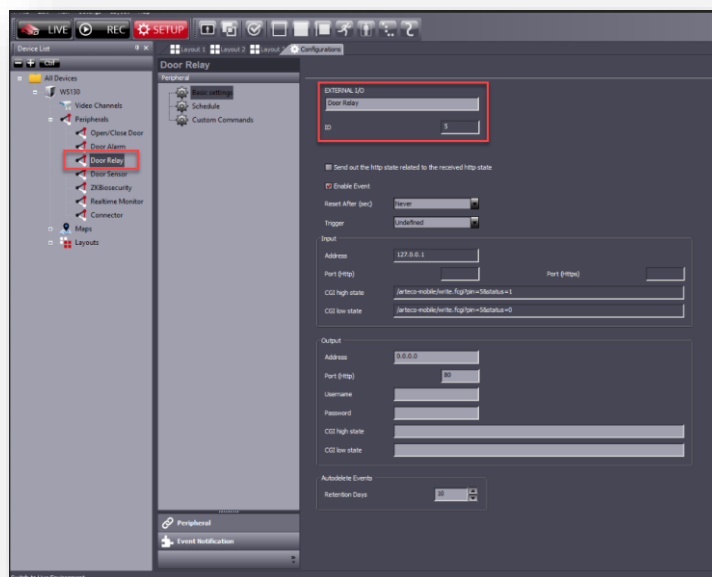 LIVE
REC
SETUP
Device List
Layout 1
Layout 2
Layout
Configurations
Ctrl
All Devices
WS130
Video Channels
Peripherals
Open/Close Door
Door Alarm
Door Relay
Door Sensor
ZKBiosecurity
Realtime Monitor
Connector
Maps
Layouts
Door Relay
Peripheral
Basic settings
Schedule
Custom Commands
Peripheral
Event Notification
EXTERNAL I/O
Door Relay
ID
5
Send out the http state related to the received http state
Enable Event
Reset After (sec)
Never
Trigger
Undefined
Input
Address
127.0.0.1
Port (Http)
Port (Https)
CGI high state
/arteco-mobile/write.fcgi?pin=5&status=1
CGI low state
/arteco-mobile/write.fcgi?pin=5&status=0
Output
Address
0.0.0.0
Port (Http)
80
Username
Password
CGI high state
CGI low state
Autodelete Events
Retention Days
10